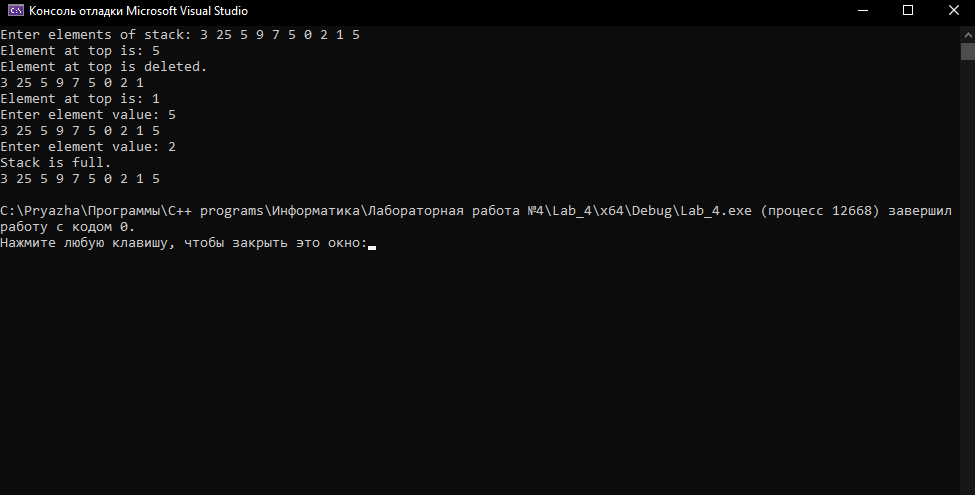 Консоль отладки Microsoft Visual Studio
Enter elements of stack: 3 25 5 9 7 5 0 2 1 5
Element at top is: 5
Element at top is deleted.
3 25 5 9 7 5 0 2 1
Element at top is: 1
Enter element value: 5
3 25 5 9 7 5 0 2 1 5
Enter element value: 2
Stack is full.
3 25 5 9 7 5 0 2 1 5
C:\Pryazha\Программы\C++ programs\Информатика\Лабораторная работа №4\Lab_4\x64\Debug\Lab_4.exe (процесс 12668) завершил
работу с кодом 0.
Нажмите любую клавишу, чтобы закрыть это окно: